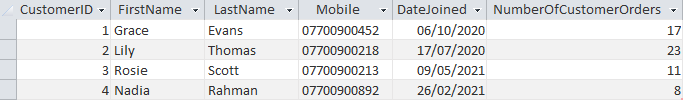 CustomerID FirstName LastName Mobile DateJoined NumberOfCustomerOrders
1 Grace Evans 07700900452 06/10/2020 17
2 Lily Thomas 07700900218 17/07/2020 23
3 Rosie Scott 07700900213 09/05/2021 11
4 Nadia Rahman 07700900892 26/02/2021 8